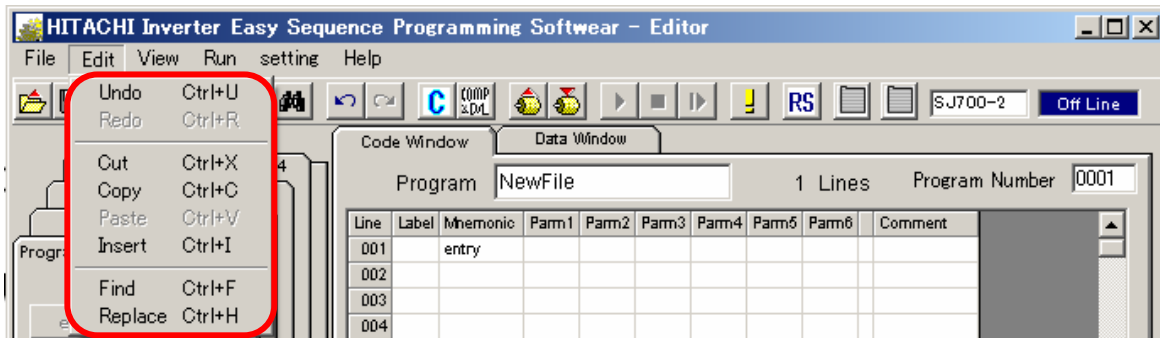 HITACHI Inverter Easy Sequence Programming Softwear - Editor
File Edit View Run setting Help
Undo Ctrl+U
Redo Ctrl+R
Cut Ctrl+X
Copy Ctrl+C
Paste Ctrl+V
Insert Ctrl+I
Find Ctrl+F
Replace Ctrl+H
C COMP &D/L RS SJ700-2 Off Line
4
Progr
Code Window Data Window
Program NewFile 1 Lines Program Number 0001
Line Label Mnemonic Parm1 Parm2 Parm3 Parm4 Parm5 Parm6 Comment
001 entry
002
003
004